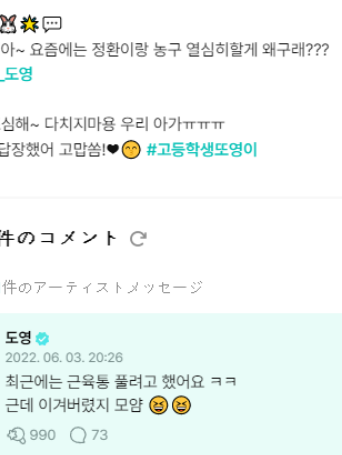 아~ 요즘에는 정환이랑 농구 열심히할게 왜구래???
_도영
심해~ 다치지마용 우리 아가ㅠㅠㅠ
답장했어 고맙쏨!❤😙 #고등학생또영이
件のコメント
件のアーティストメッセージ
도영
2022. 06. 03. 20:26
최근에는 근육통 풀려고 했어요 ㅋㅋ
근데 이겨버렸지 모얌 😆😆
990 73